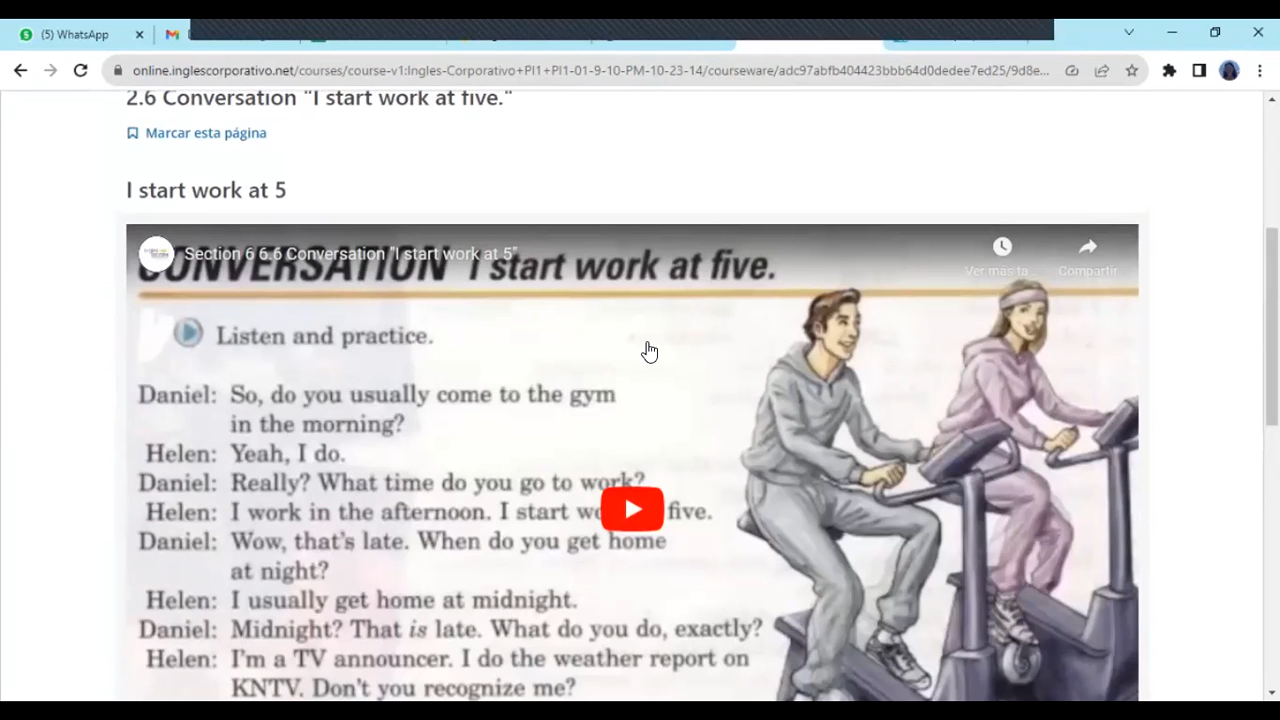 (5) WhatsApp
online.inglescorporativo.net/courses/course-v1:Ingles-Corporativo+PI1+PI1-01-9-10-PM-10-23-14/courseware/adc97abfb404423bbb64d0dedee7ed25/9d8e...
2.6 Conversation "I start work at five."
Marcar esta página
I start work at 5
Section 6 6.6 Conversation "I start work at 5"
CONVERSATION I start work at five.
Ver más ta...
Compartir
Listen and practice.
Daniel: So, do you usually come to the gym
in the morning?
Helen: Yeah, I do.
Daniel: Really? What time do you go to work?
Helen: I work in the afternoon. I start five.
Daniel: Wow, that's late. When do you get home
at night?
Helen: I usually get home at midnight.
Daniel: Midnight? That is late. What do you do, exactly?
Helen: I'm a TV announcer. I do the weather report on
KNTV. Don't you recognize me?